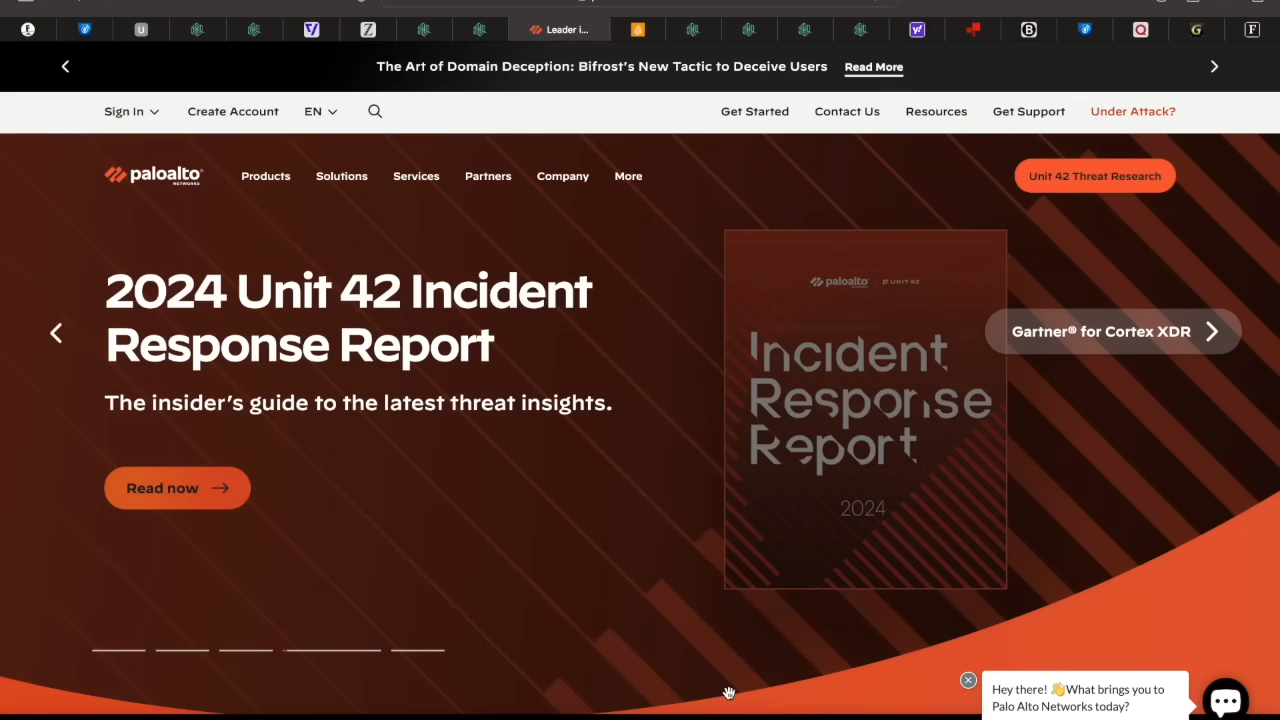 Leader i...
The Art of Domain Deception: Bifrost's New Tactic to Deceive Users Read More
Sign In Create Account EN Get Started Contact Us Resources Get Support Under Attack?
paloalto NETWORKS Products Solutions Services Partners Company More Unit 42 Threat Research
2024 Unit 42 Incident
Response Report
The insider's guide to the latest threat insights.
Read now
paloalto UNIT 42
Incident
Response
Report
2024
Gartner® for Cortex XDR
Hey there! 👋What brings you to
Palo Alto Networks today?